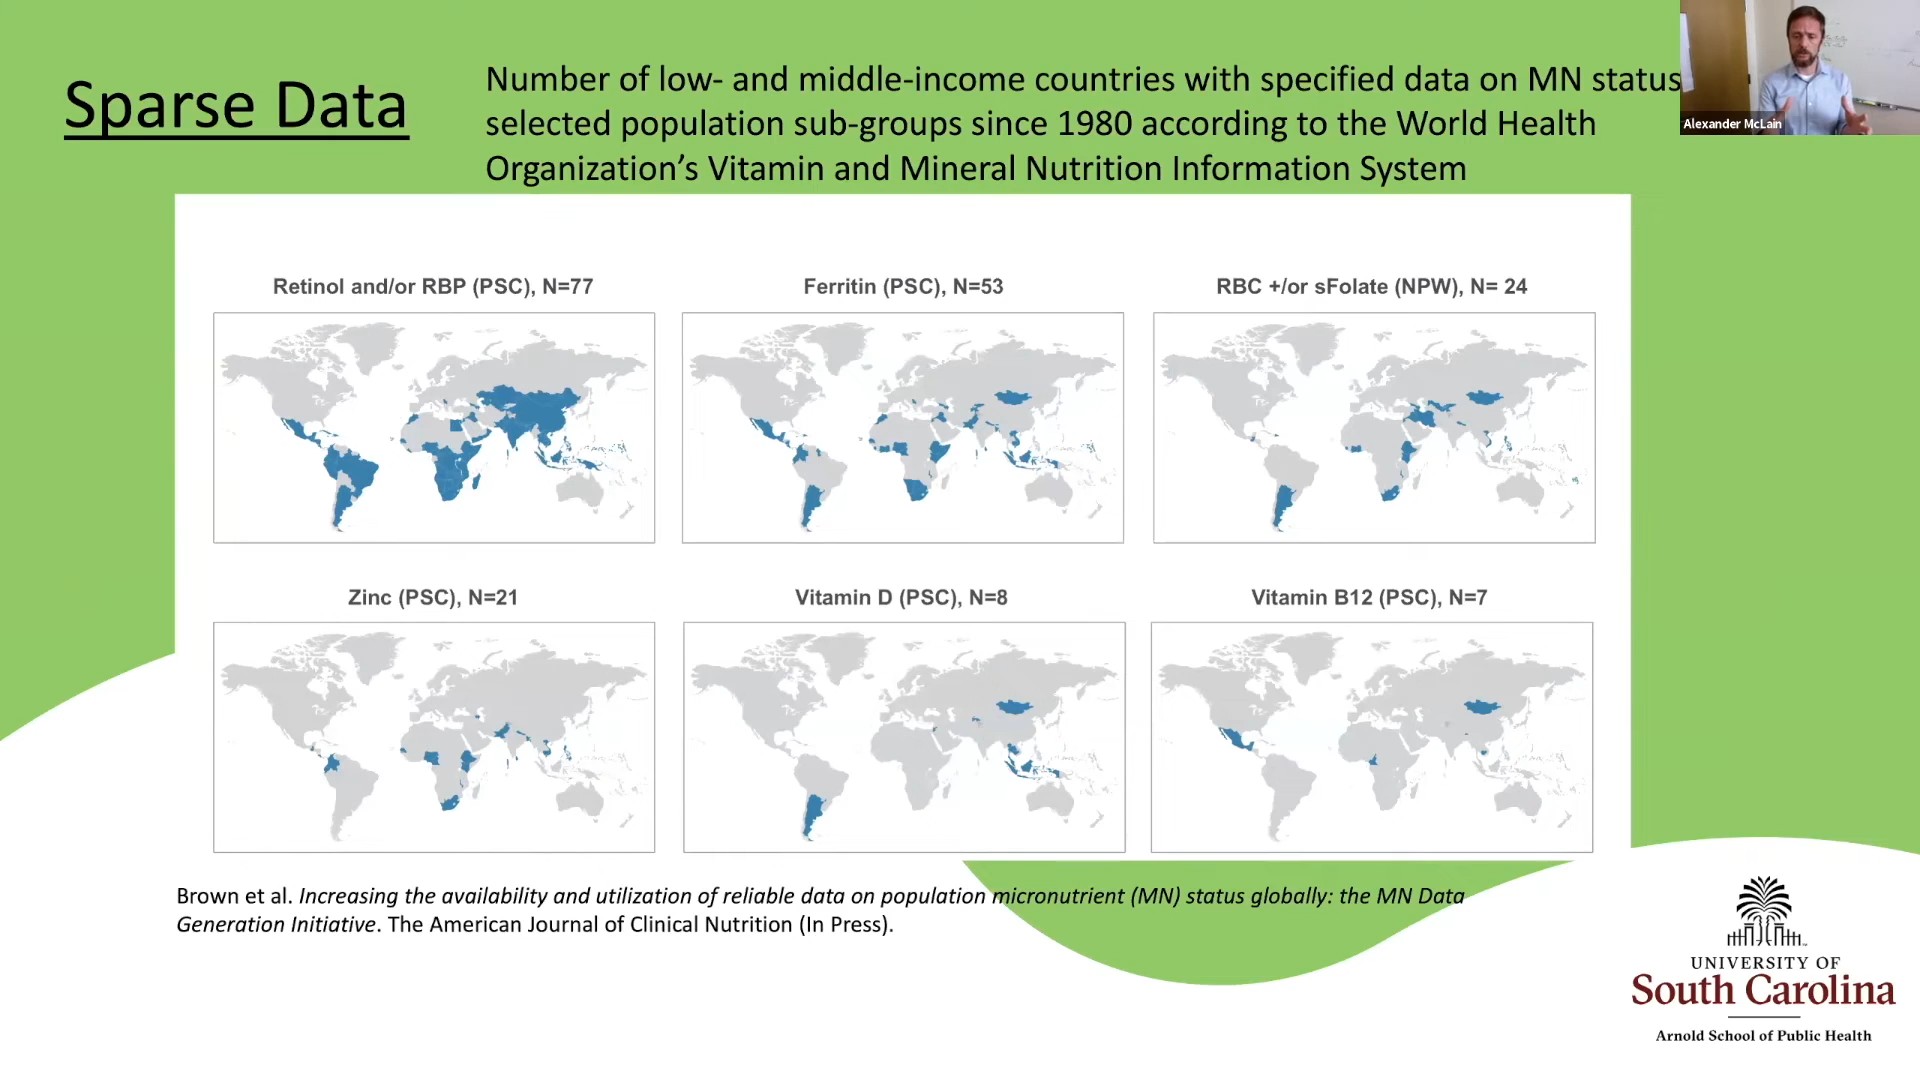 Sparse Data
Number of low- and middle-income countries with specified data on MN status
selected population sub-groups since 1980 according to the World Health
Organization’s Vitamin and Mineral Nutrition Information System
Alexander McLain
Retinol and/or RBP (PSC), N=77
Ferritin (PSC), N=53
RBC +/or sFolate (NPW), N= 24
Zinc (PSC), N=21
Vitamin D (PSC), N=8
Vitamin B12 (PSC), N=7
Brown et al. Increasing the availability and utilization of reliable data on population micronutrient (MN) status globally: the MN Data
Generation Initiative. The American Journal of Clinical Nutrition (In Press).
UNIVERSITY OF
South Carolina
Arnold School of Public Health